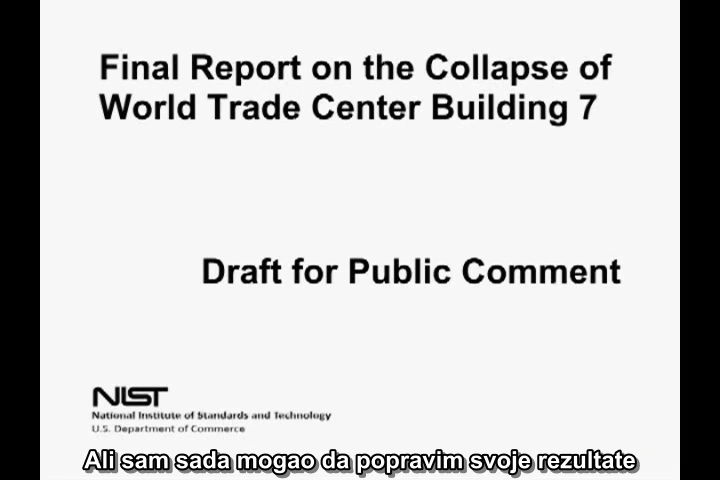 Final Report on the Collapse of
World Trade Center Building 7
Draft for Public Comment
NIST
National Institute of Standards and Technology
U.S. Department of Commerce
Ali sam sada mogao da popravim svoje rezultate